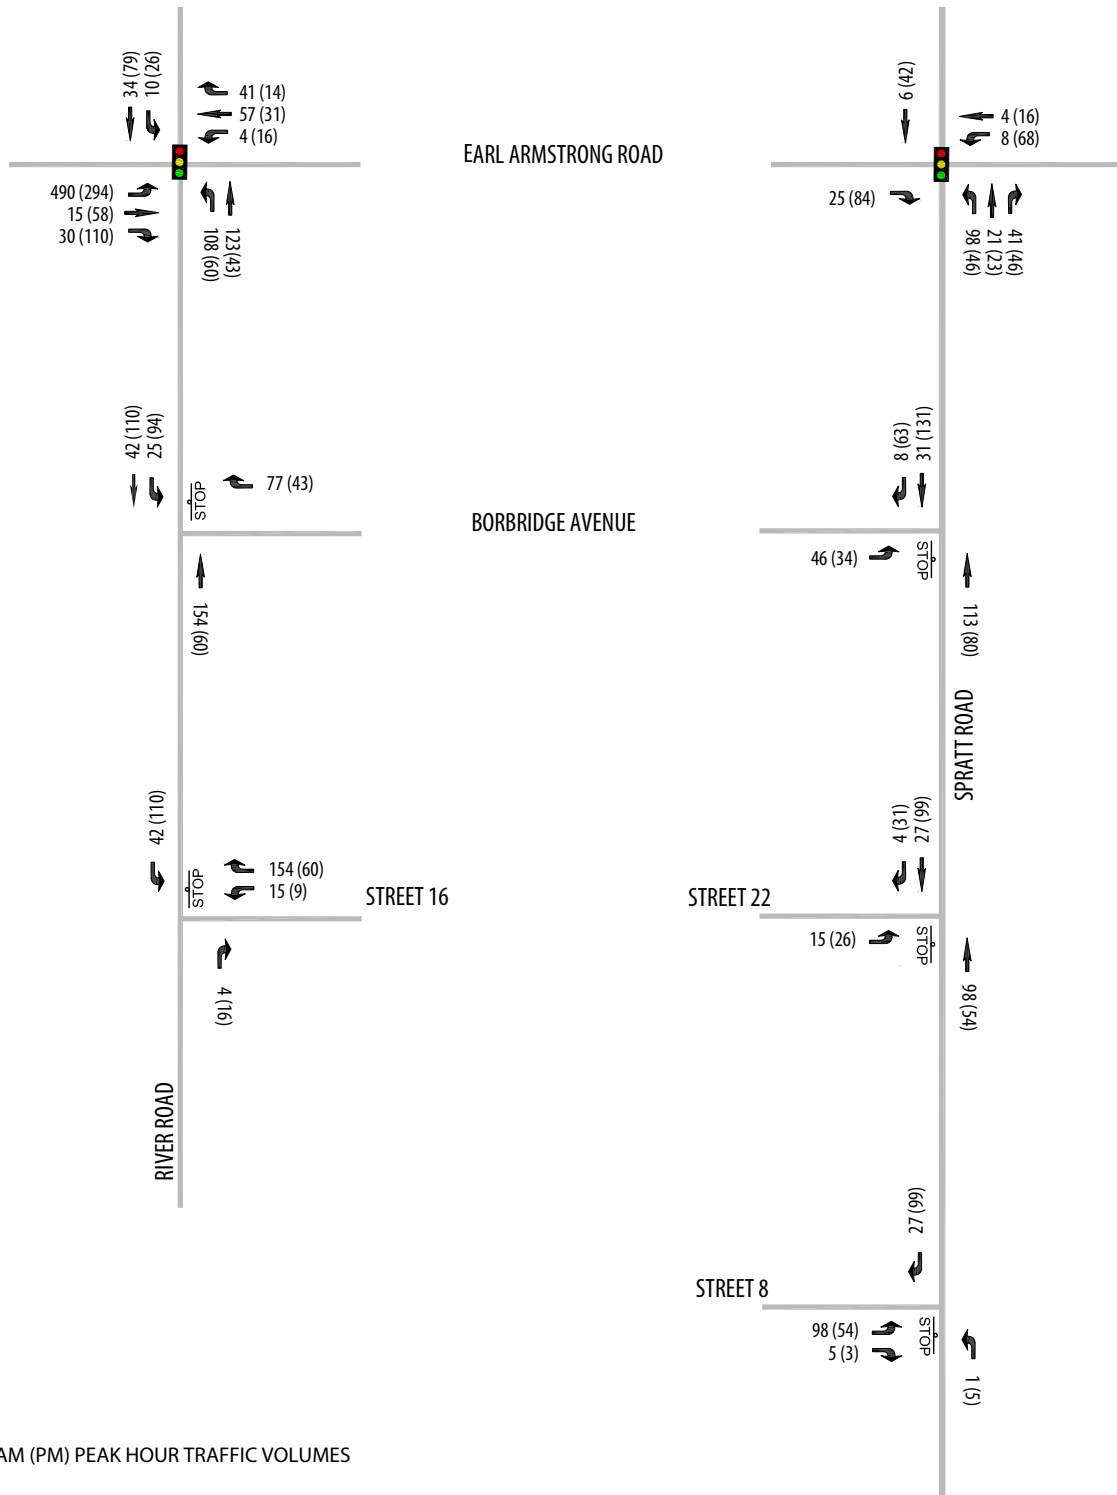 34 (79)
10 (26)
41 (14)
57 (31)
4 (16)
490 (294)
15 (58)
30 (110)
108 (60)
123(43)
EARL ARMSTRONG ROAD
6 (42)
4 (16)
8 (68)
25 (84)
98 (46)
21 (23)
41 (46)
42 (110)
25 (94)
STOP
77 (43)
154 (60)
BORBRIDGE AVENUE
8 (63)
31 (131)
46 (34)
STOP
113 (80)
SPRATT ROAD
42 (110)
STOP
154 (60)
15 (9)
STREET 16
4 (16)
RIVER ROAD
4 (31)
27 (99)
STREET 22
15 (26)
STOP
98 (54)
27 (99)
STREET 8
98 (54)
5 (3)
STOP
1 (5)
AM (PM) PEAK HOUR TRAFFIC VOLUMES